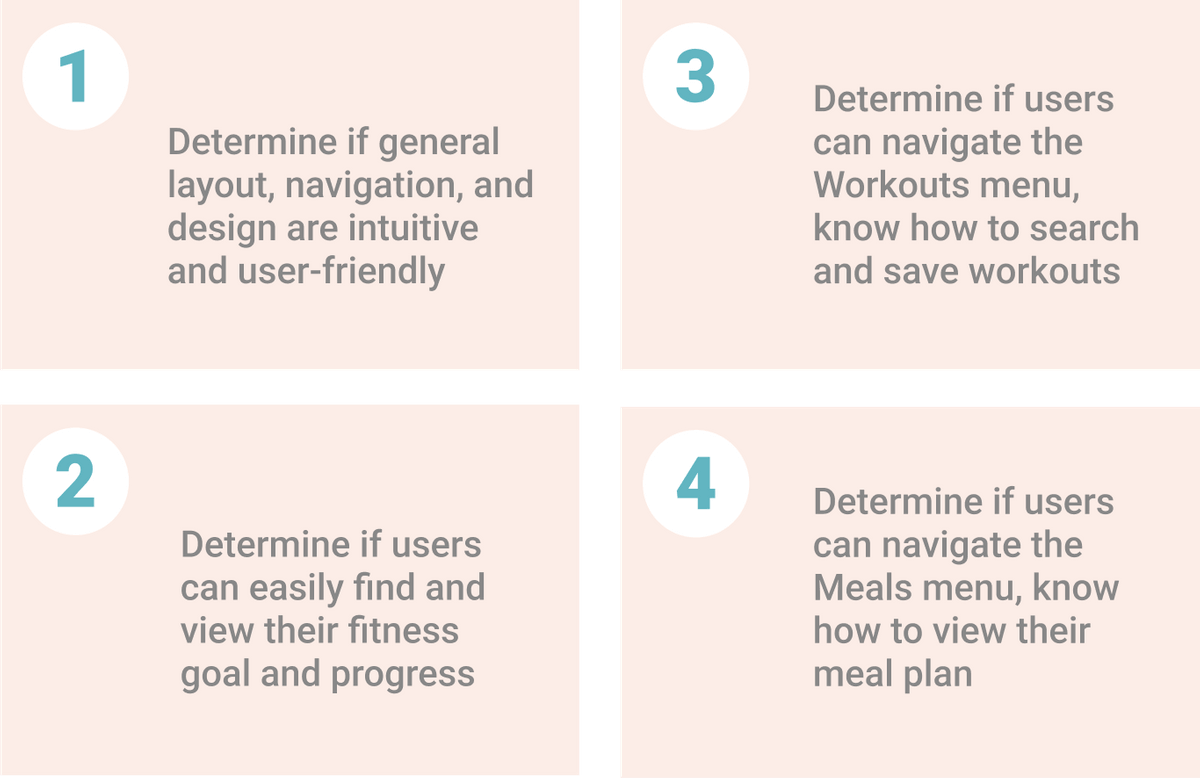 1
Determine if general
layout, navigation, and
design are intuitive
and user-friendly
2
Determine if users
can easily find and
view their fitness
goal and progress
3
Determine if users
can navigate the
Workouts menu,
know how to search
and save workouts
4
Determine if users
can navigate the
Meals menu, know
how to view their
meal plan